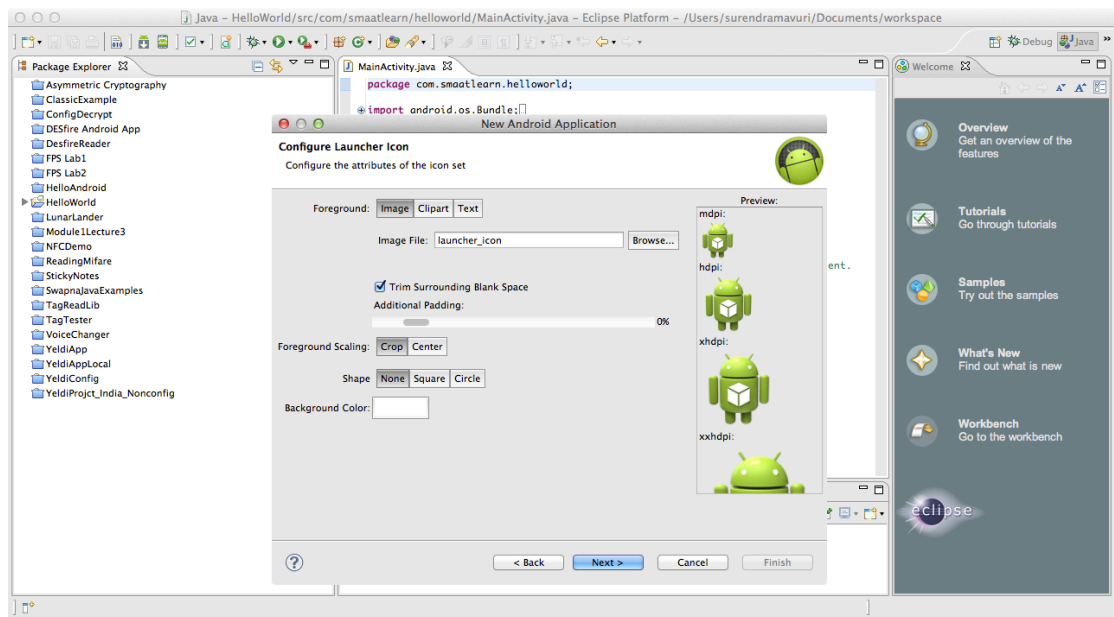 Java – HelloWorld/src/com/smaatlearn/helloworld/MainActivity.java – Eclipse Platform – /Users/surendramavuri/Documents/workspace
Debug Java »
Package Explorer
Asymmetric Cryptography
ClassicExample
ConfigDecrypt
DESfire Android App
DesfireReader
FPS Lab1
FPS Lab2
HelloAndroid
HelloWorld
LunarLander
Module1Lecture3
NFCDemo
ReadingMifare
StickyNotes
SwapnaJavaExamples
TagReadLib
TagTester
VoiceChanger
YeldiApp
YeldiAppLocal
YeldiConfig
YeldiProjct_India_Nonconfig
MainActivity.java
package com.smaatlearn.helloworld;
import android.os.Bundle;
ent.
New Android Application
Configure Launcher Icon
Configure the attributes of the icon set
Foreground: Image Clipart Text
Image File: launcher_icon Browse...
Trim Surrounding Blank Space
Additional Padding:
0%
Foreground Scaling: Crop Center
Shape None Square Circle
Background Color:
Preview:
mdpi:
hdpi:
xhdpi:
xxhdpi:
? < Back Next > Cancel Finish
Welcome
Overview
Get an overview of the
features
Tutorials
Go through tutorials
Samples
Try out the samples
What's New
Find out what is new
Workbench
Go to the workbench
eclipse